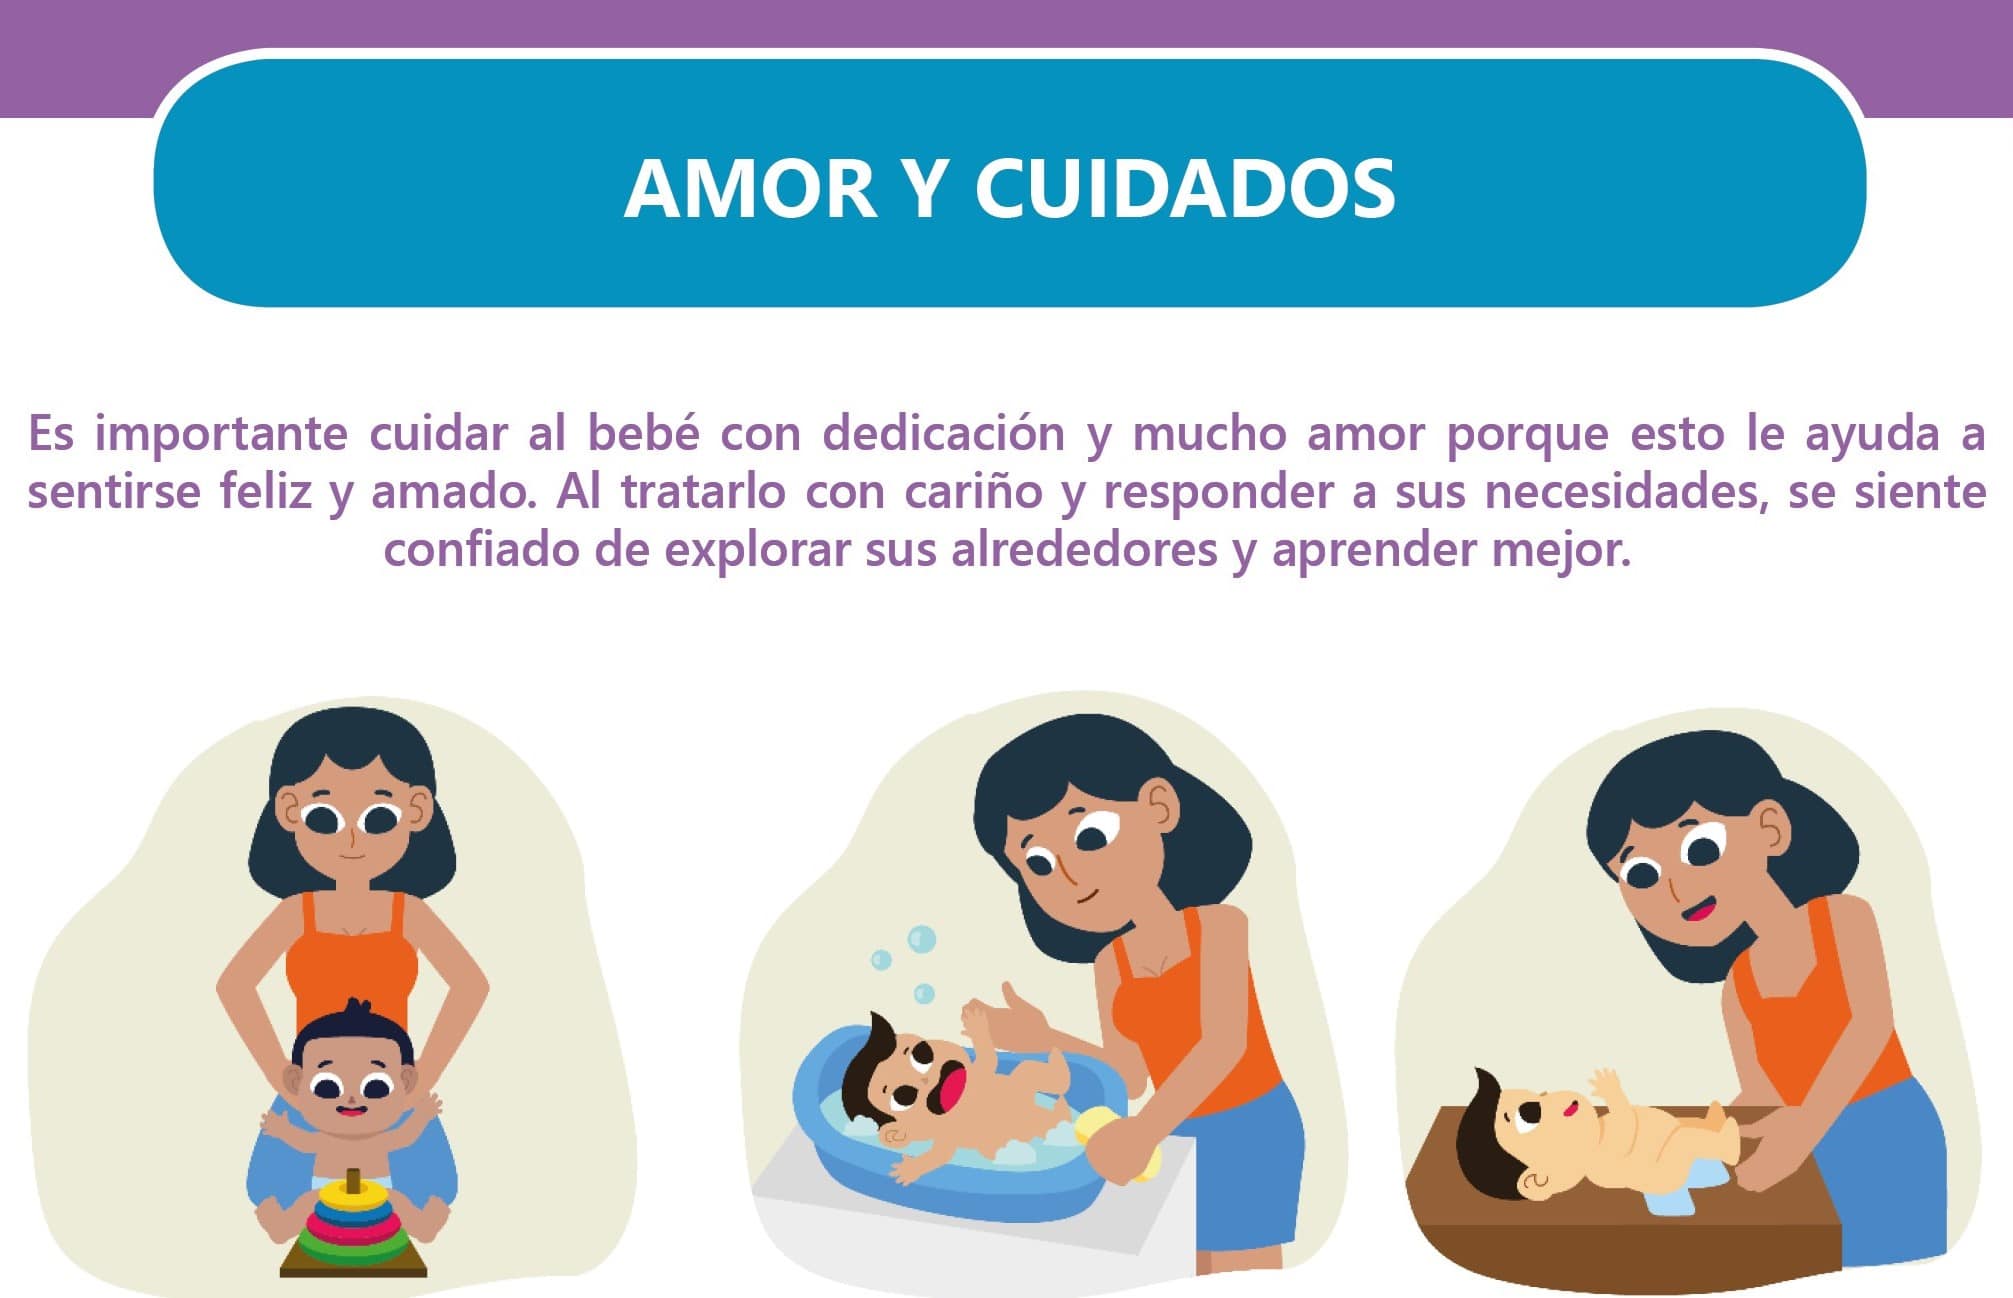 AMOR Y CUIDADOS
Es importante cuidar al bebé con dedicación y mucho amor porque esto le ayuda a
sentirse feliz y amado. Al tratarlo con cariño y responder a sus necesidades, se siente
confiado de explorar sus alrededores y aprender mejor.